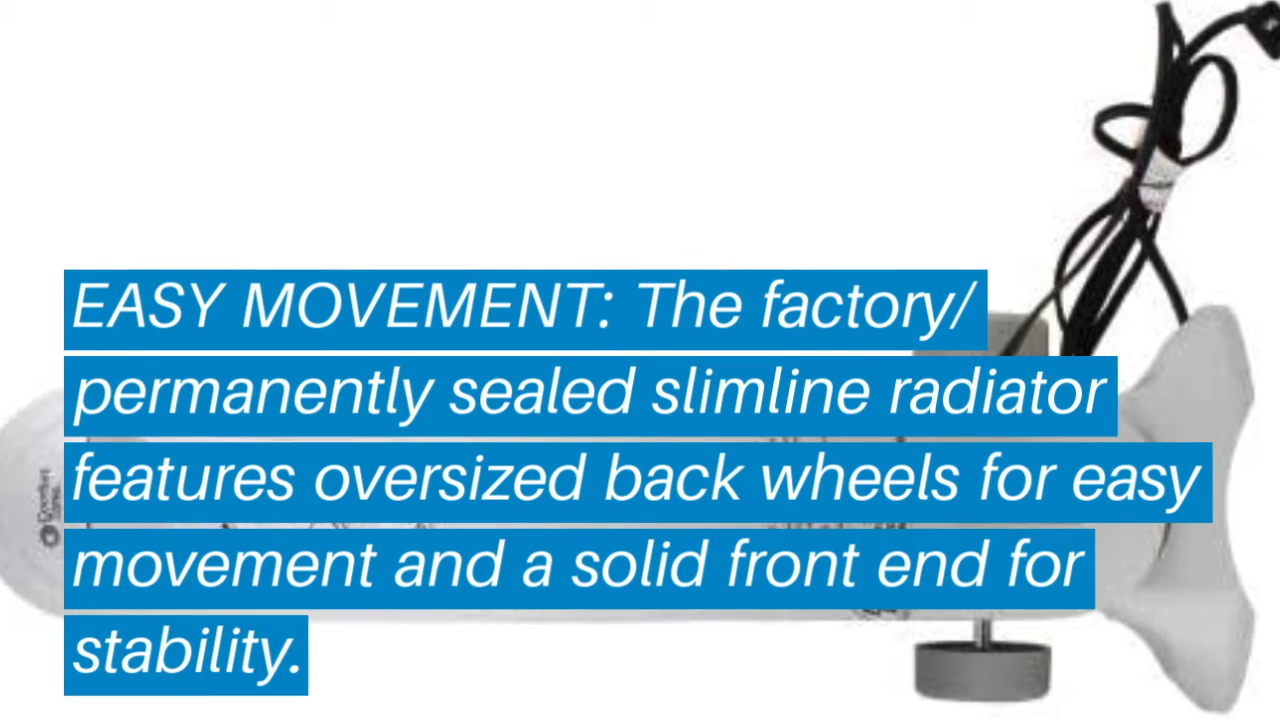 EASY MOVEMENT: The factory/
permanently sealed slimline radiator
features oversized back wheels for easy
movement and a solid front end for
stability.